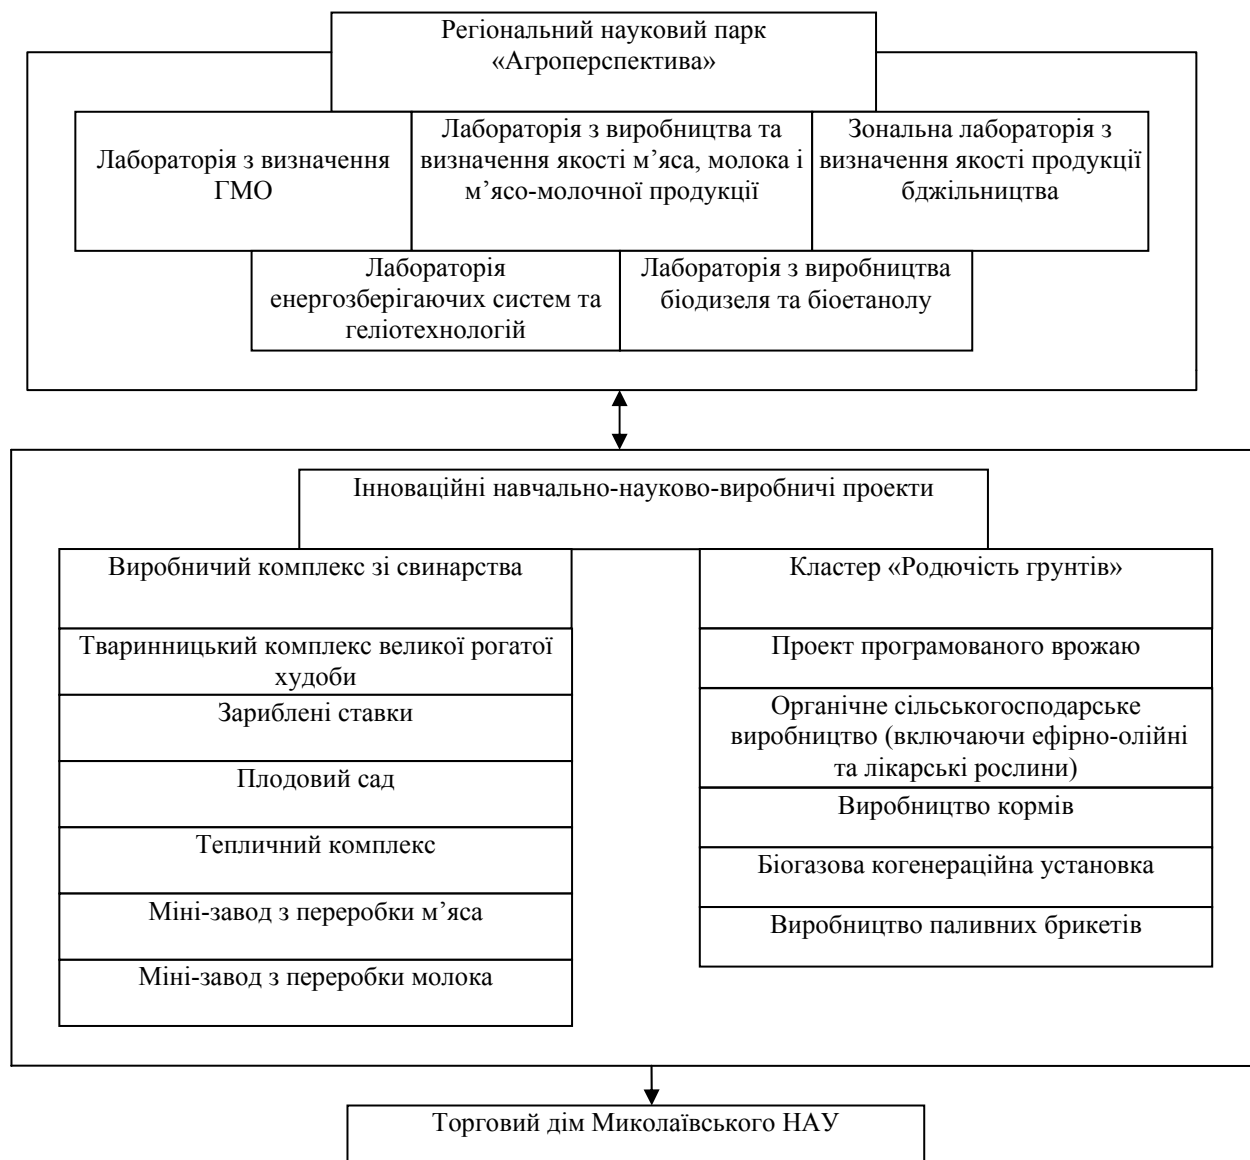 Регіональний науковий парк
«Агроперспектива»
Лабораторія з визначення
ГМО
Лабораторія з виробництва та
визначення якості м’яса, молока і
м’ясо-молочної продукції
Зональна лабораторія з
визначення якості продукції
бджільництва
Лабораторія
енергозберігаючих систем та
геліотехнологій
Лабораторія з виробництва
біодизеля та біоетанолу
Інноваційні навчально-науково-виробничі проекти
Виробничий комплекс зі свинарства
Тваринницький комплекс великої рогатої
худоби
Зариблені ставки
Плодовий сад
Тепличний комплекс
Міні-завод з переробки м’яса
Міні-завод з переробки молока
Кластер «Родючість грунтів»
Проект програмованого врожаю
Органічне сільськогосподарське
виробництво (включаючи ефірно-олійні
та лікарські рослини)
Виробництво кормів
Біогазова когенераційна установка
Виробництво паливних брикетів
Торговий дім Миколаївського НАУ